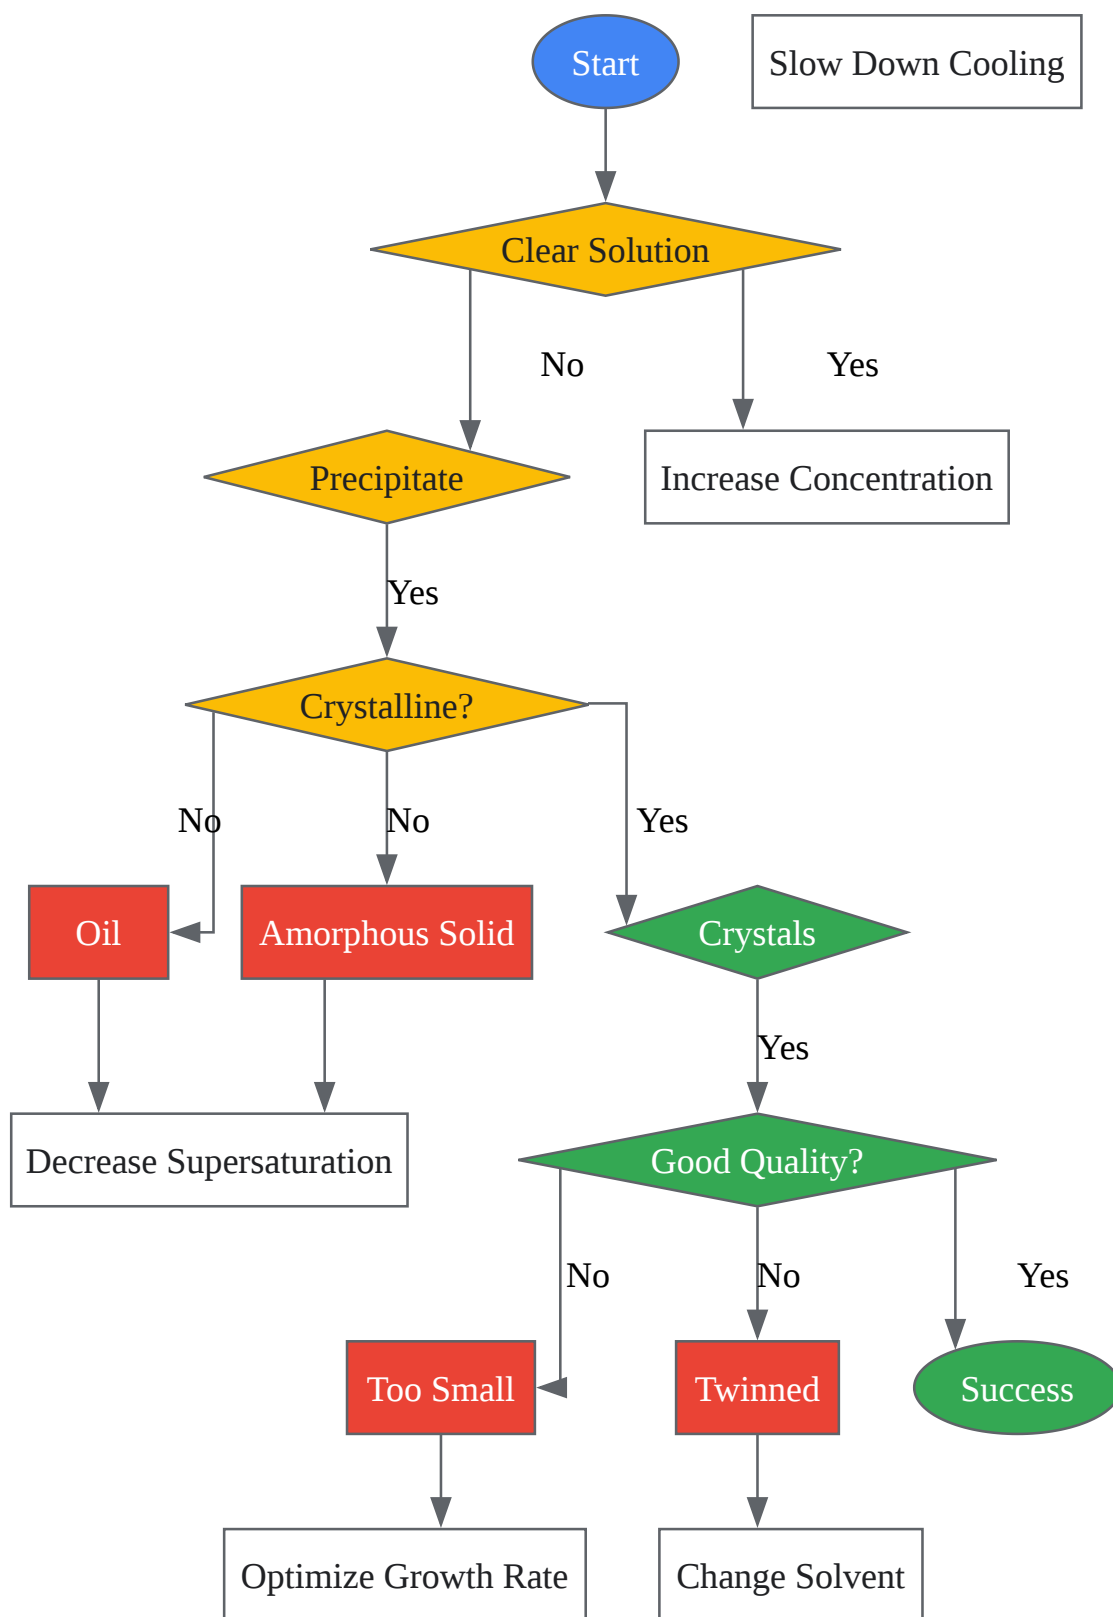 Start
Slow Down Cooling
Clear Solution
No
Yes
Precipitate
Increase Concentration
Yes
Crystalline?
No
No
Yes
Oil
Amorphous Solid
Crystals
Yes
Decrease Supersaturation
Good Quality?
No
No
Yes
Too Small
Twinned
Success
Optimize Growth Rate
Change Solvent